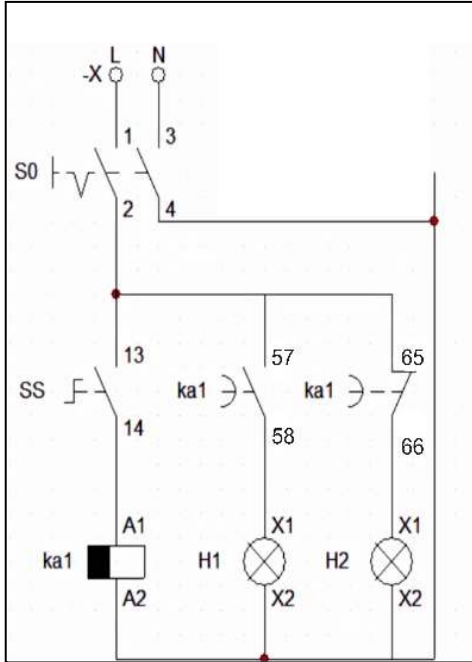 L N
-X
1 3
S0
2 4
13 57 65
SS ka1 ka1
14 58 66
A1 X1 X1
ka1 H1 H2
A2 X2 X2